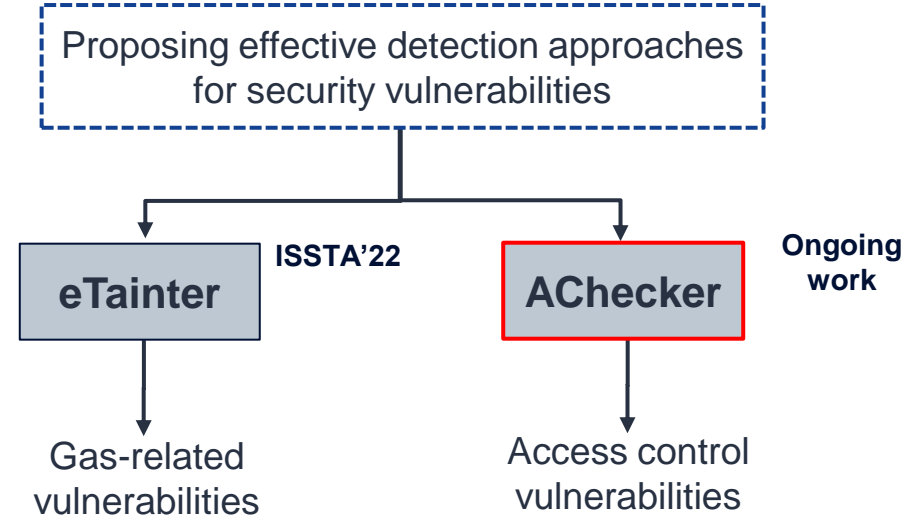 Proposing effective detection approaches
for security vulnerabilities
eTainter
ISSTA’22
AChecker
Ongoing
work
Gas-related
vulnerabilities
Access control
vulnerabilities